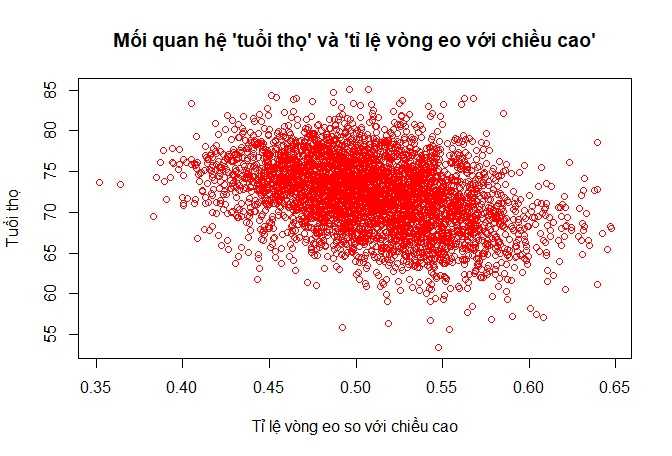 Mối quan hệ 'tuổi thọ' và 'tỉ lệ vòng eo với chiều cao'
Tuổi thọ
85
80
75
70
65
60
55
0.35 0.40 0.45 0.50 0.55 0.60 0.65
Tỉ lệ vòng eo so với chiều cao